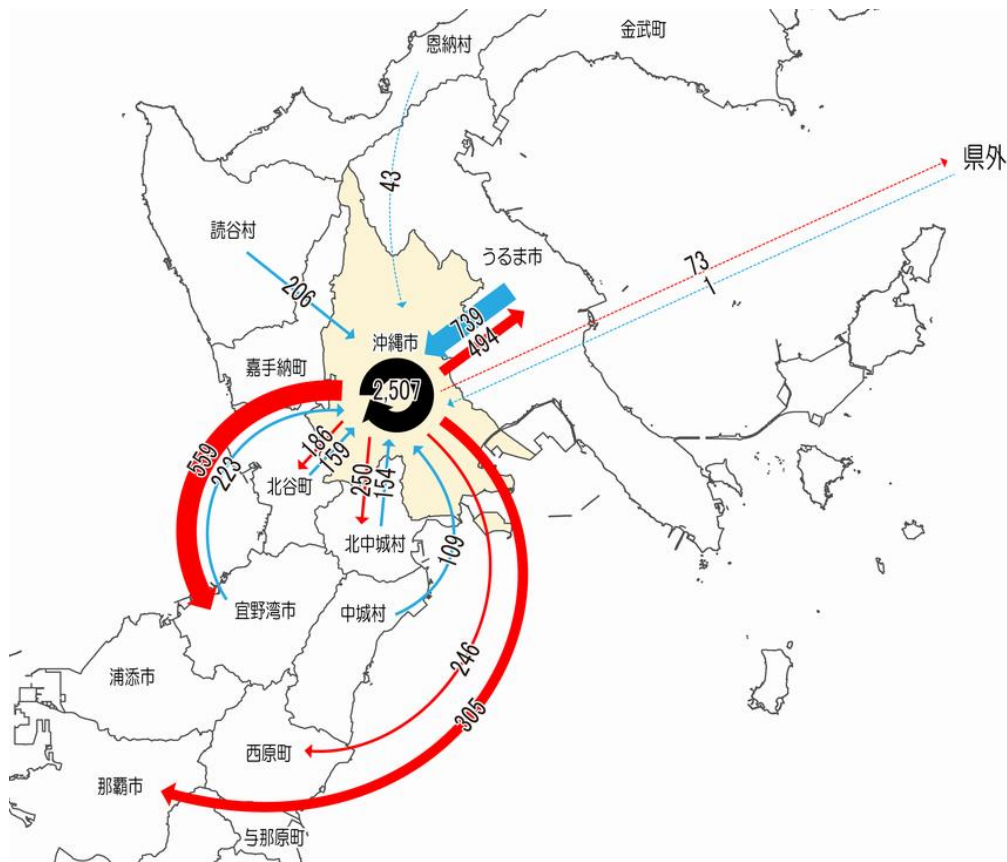 金武町
恩納村
県外
43
読谷村
うるま市
73
1
206
739
494
沖縄市
嘉手納町
2,507
559
223
186
159
250
154
北谷町
北中城村
109
宜野湾市
中城村
246
浦添市
305
西原町
那覇市
与那原町